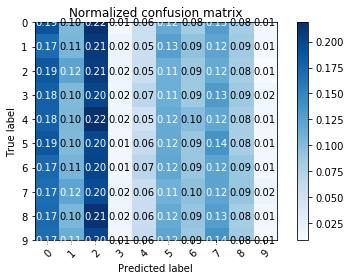 Normalized confusion matrix
0 0.19 0.10 0.22 0.01 0.06 0.12 0.08 0.13 0.08 0.01
1 0.17 0.11 0.21 0.02 0.05 0.13 0.09 0.12 0.08 0.01
2 0.19 0.12 0.21 0.02 0.05 0.11 0.09 0.12 0.08 0.01
3 0.18 0.10 0.20 0.02 0.07 0.11 0.09 0.13 0.09 0.02
4 0.18 0.10 0.22 0.02 0.05 0.12 0.10 0.12 0.08 0.01
5 0.19 0.10 0.20 0.01 0.06 0.12 0.09 0.14 0.08 0.01
6 0.17 0.11 0.20 0.01 0.07 0.12 0.09 0.12 0.08 0.01
7 0.17 0.12 0.20 0.02 0.06 0.11 0.10 0.12 0.09 0.02
8 0.17 0.10 0.21 0.02 0.06 0.12 0.09 0.13 0.08 0.01
9 0.17 0.11 0.20 0.01 0.06 0.12 0.09 0.14 0.08 0.01
0 1 2 3 4 5 6 7 8 9
True label
Predicted label
0.200
0.175
0.150
0.125
0.100
0.075
0.050
0.025